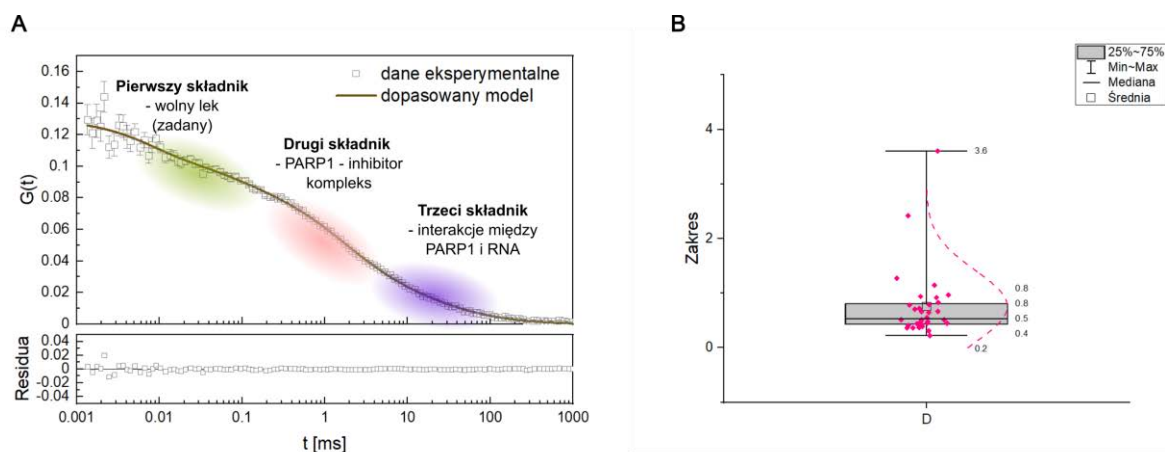 A
G(t)
0.16
0.14
0.12
0.10
0.08
0.06
0.04
0.02
0
Pierwszy składnik
- wolny lek
(zadany)
dane eksperymentalne
dopasowany model
Drugi składnik
- PARP1 - inhibitor
kompleks
Trzeci składnik
- interakcje między
PARP1 i RNA
Residua
0.04
0.02
0
-0.02
-0.04
0.001
0.01
0.1
1
10
100
1000
t [ms]
B
25%~75%
Min~Max
Mediana
Średnia
Zakres
4
2
0
3.6
0.8
0.8
0.5
0.4
0.2
D